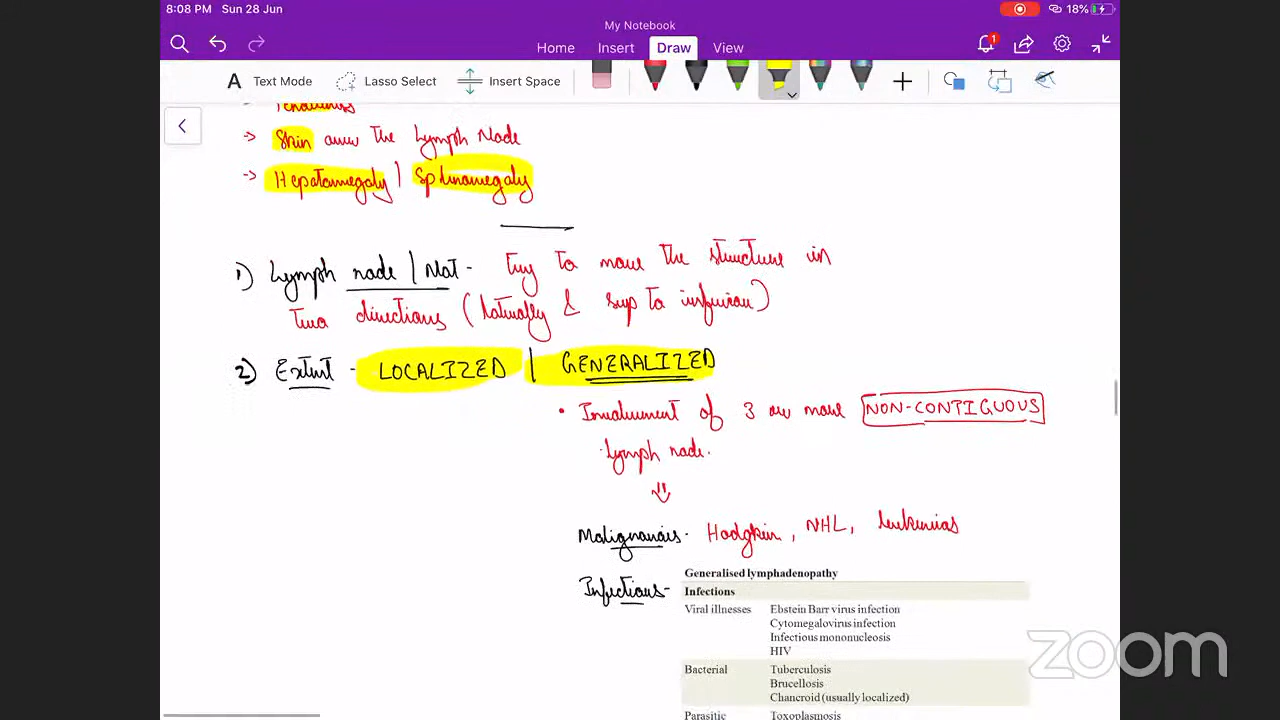 8:08 PM Sun 28 Jun
18%
My Notebook
Home Insert Draw View
1
A Text Mode Lasso Select Insert Space
→ Skin over the Lymph Node
→ Hepatomegaly | Splenomegaly
1) Lymph node | Not - Try to move the structure in
two directions (laterally & sup to inferior)
2) Extent - LOCALIZED | GENERALIZED
• Involvement of 3 or more NON-CONTIGUOUS
lymph node.
Malignancies - Hodgkin, NHL, leukemias
Infectious -
Generalised lymphadenopathy
Infections
Viral illnesses Ebstein Barr virus infection
Cytomegalovirus infection
Infectious mononucleosis
HIV
Bacterial Tuberculosis
Brucellosis
Chancroid (usually localized)
Parasitic Toxoplasmosis
zoom